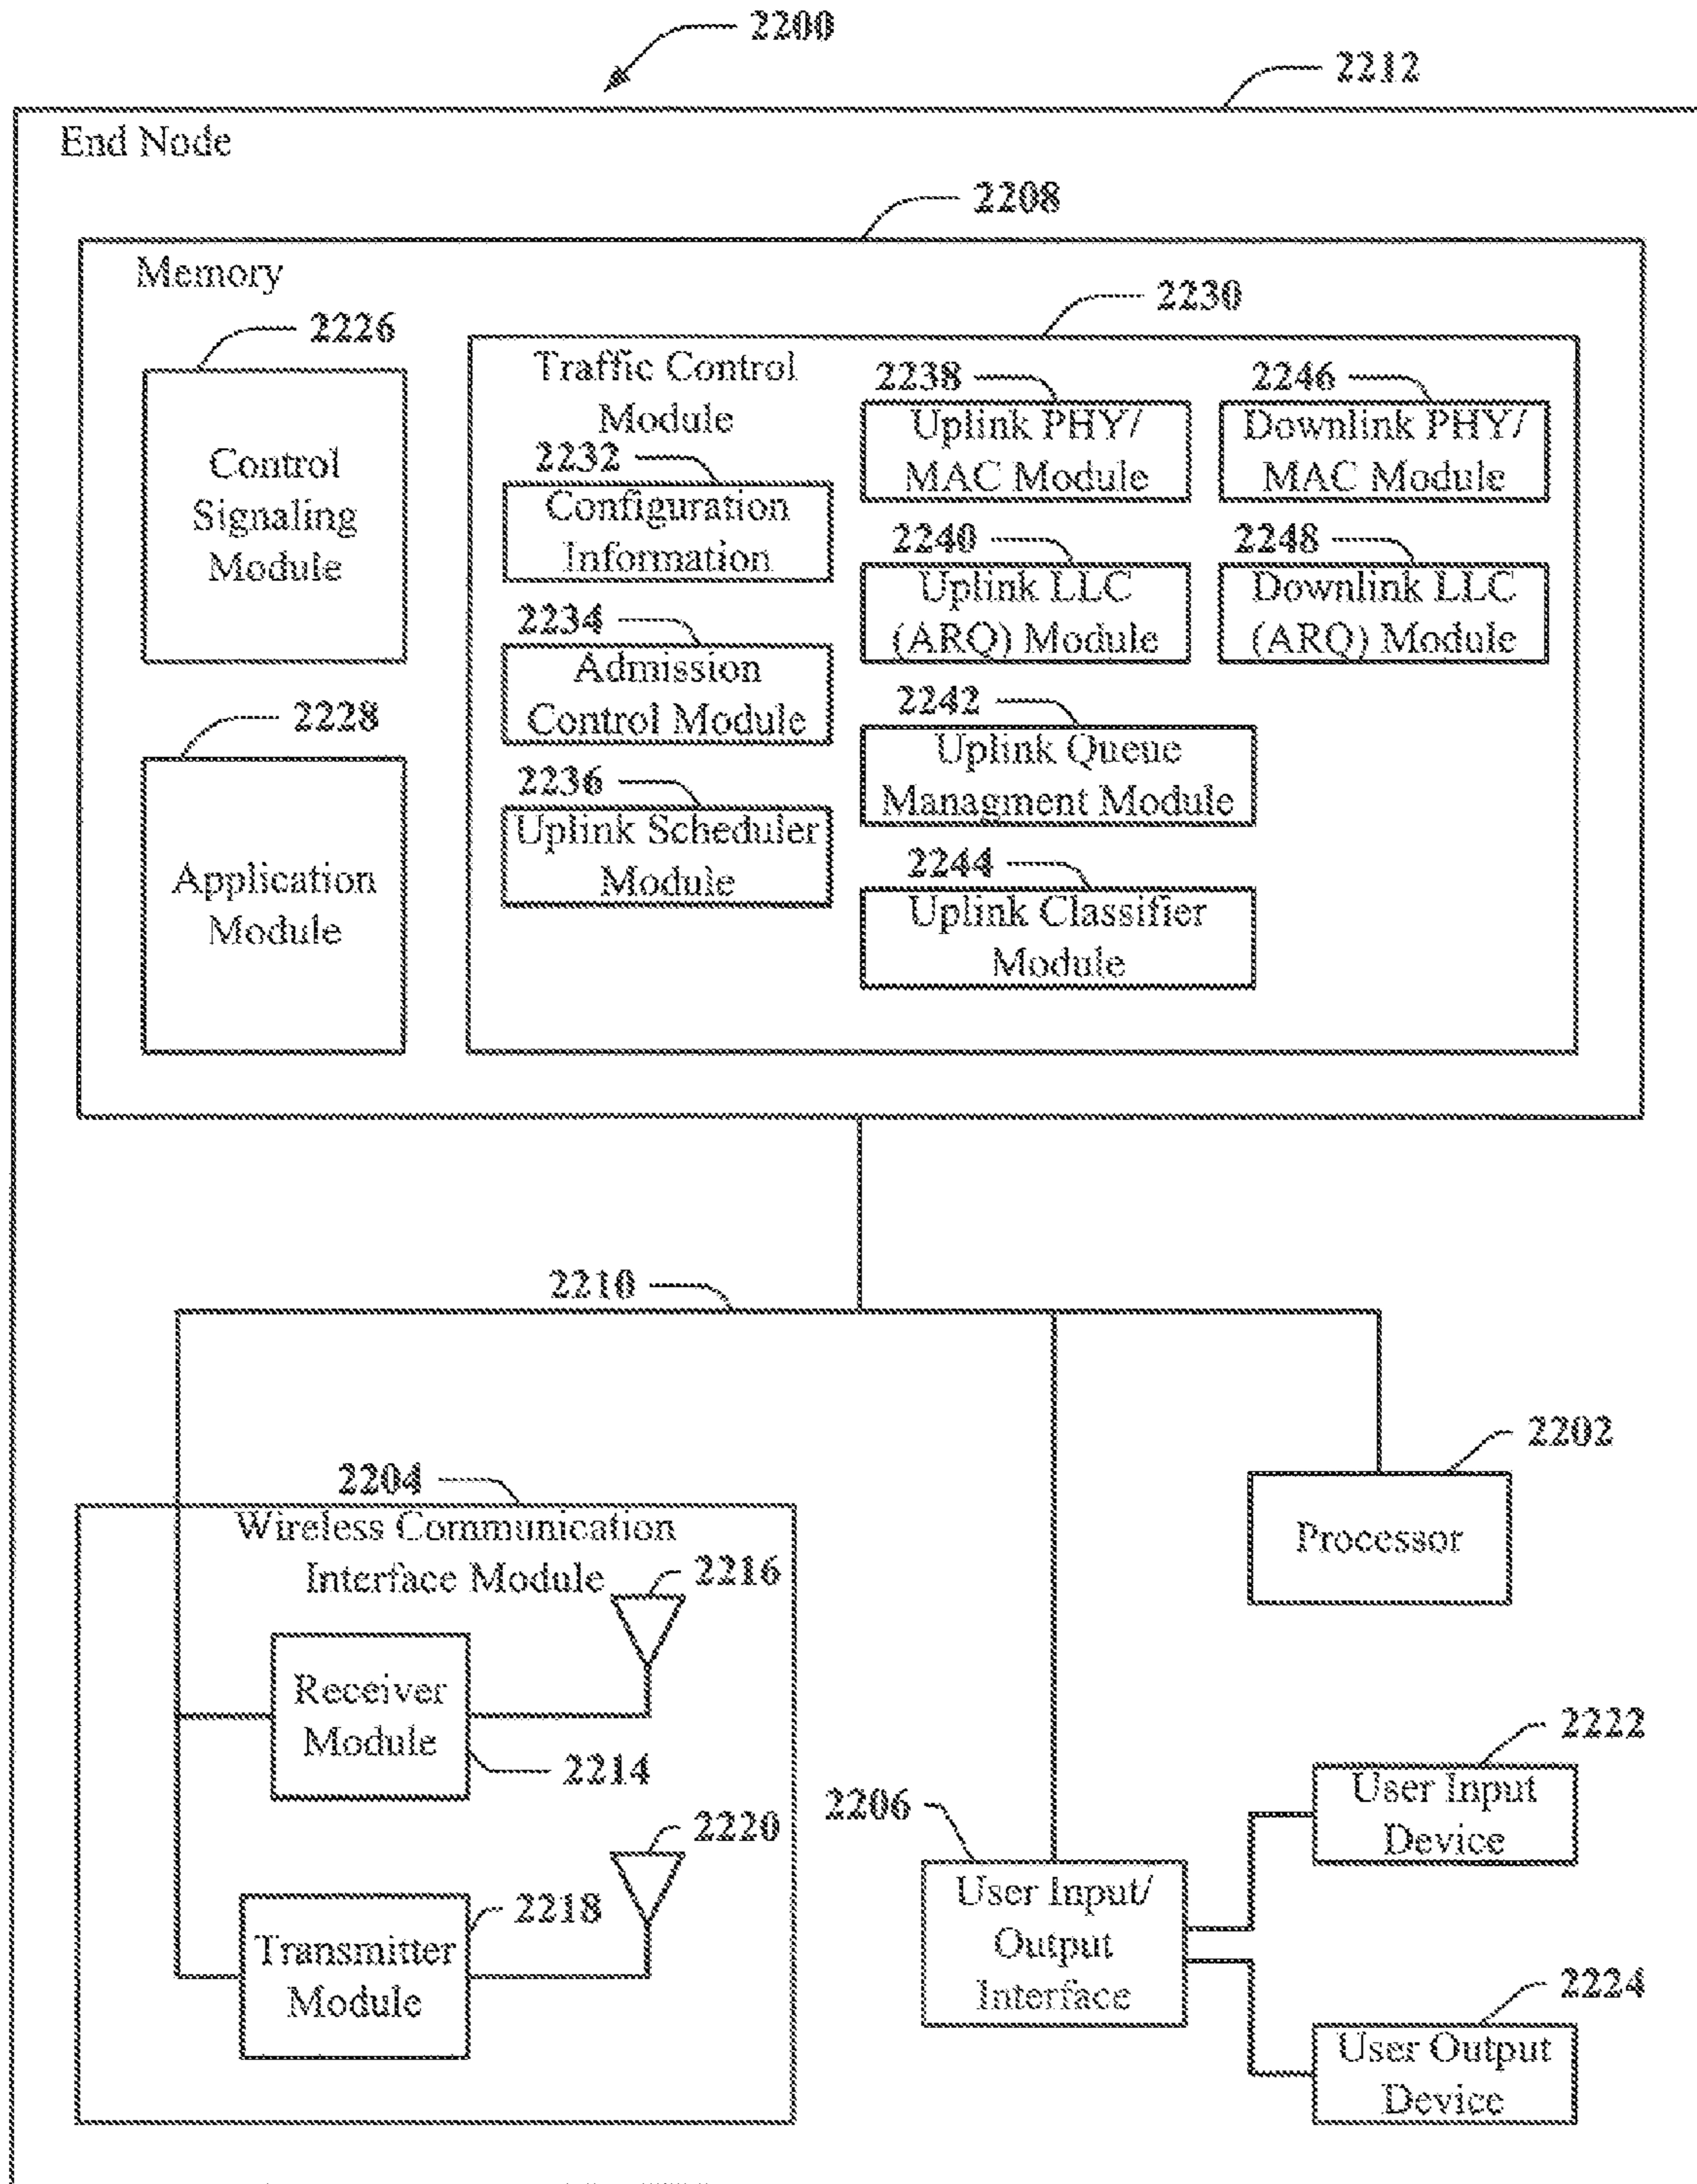 2200
2212
End Node
2208
Memory
2230
2226
Control
Signaling
Module
2228
Application
Module
Traffic Control
Module
2232
Configuration
Information
2234
Admission
Control Module
2236
Uplink Scheduler
Module
2238
Uplink PHY/
MAC Module
2240
Uplink LLC
(ARQ) Module
2242
Uplink Queue
Managment Module
2244
Uplink Classifier
Module
2246
Downlink PHY/
MAC Module
2248
Downlink LLC
(ARQ) Module
2210
2204
Wireless Communication
Interface Module
2216
Receiver
Module
2214
2220
2218
Transmitter
Module
2202
Processor
2206
User Input/
Output
Interface
2222
User Input
Device
2224
User Output
Device